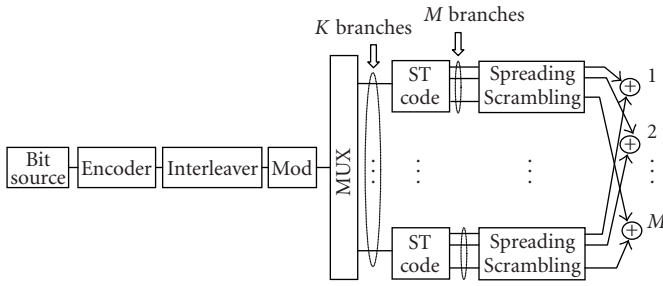 K branches
M branches
ST
code
Spreading
Scrambling
1
2
Bit
source
Encoder
Interleaver
Mod
MUX
M
ST
code
Spreading
Scrambling